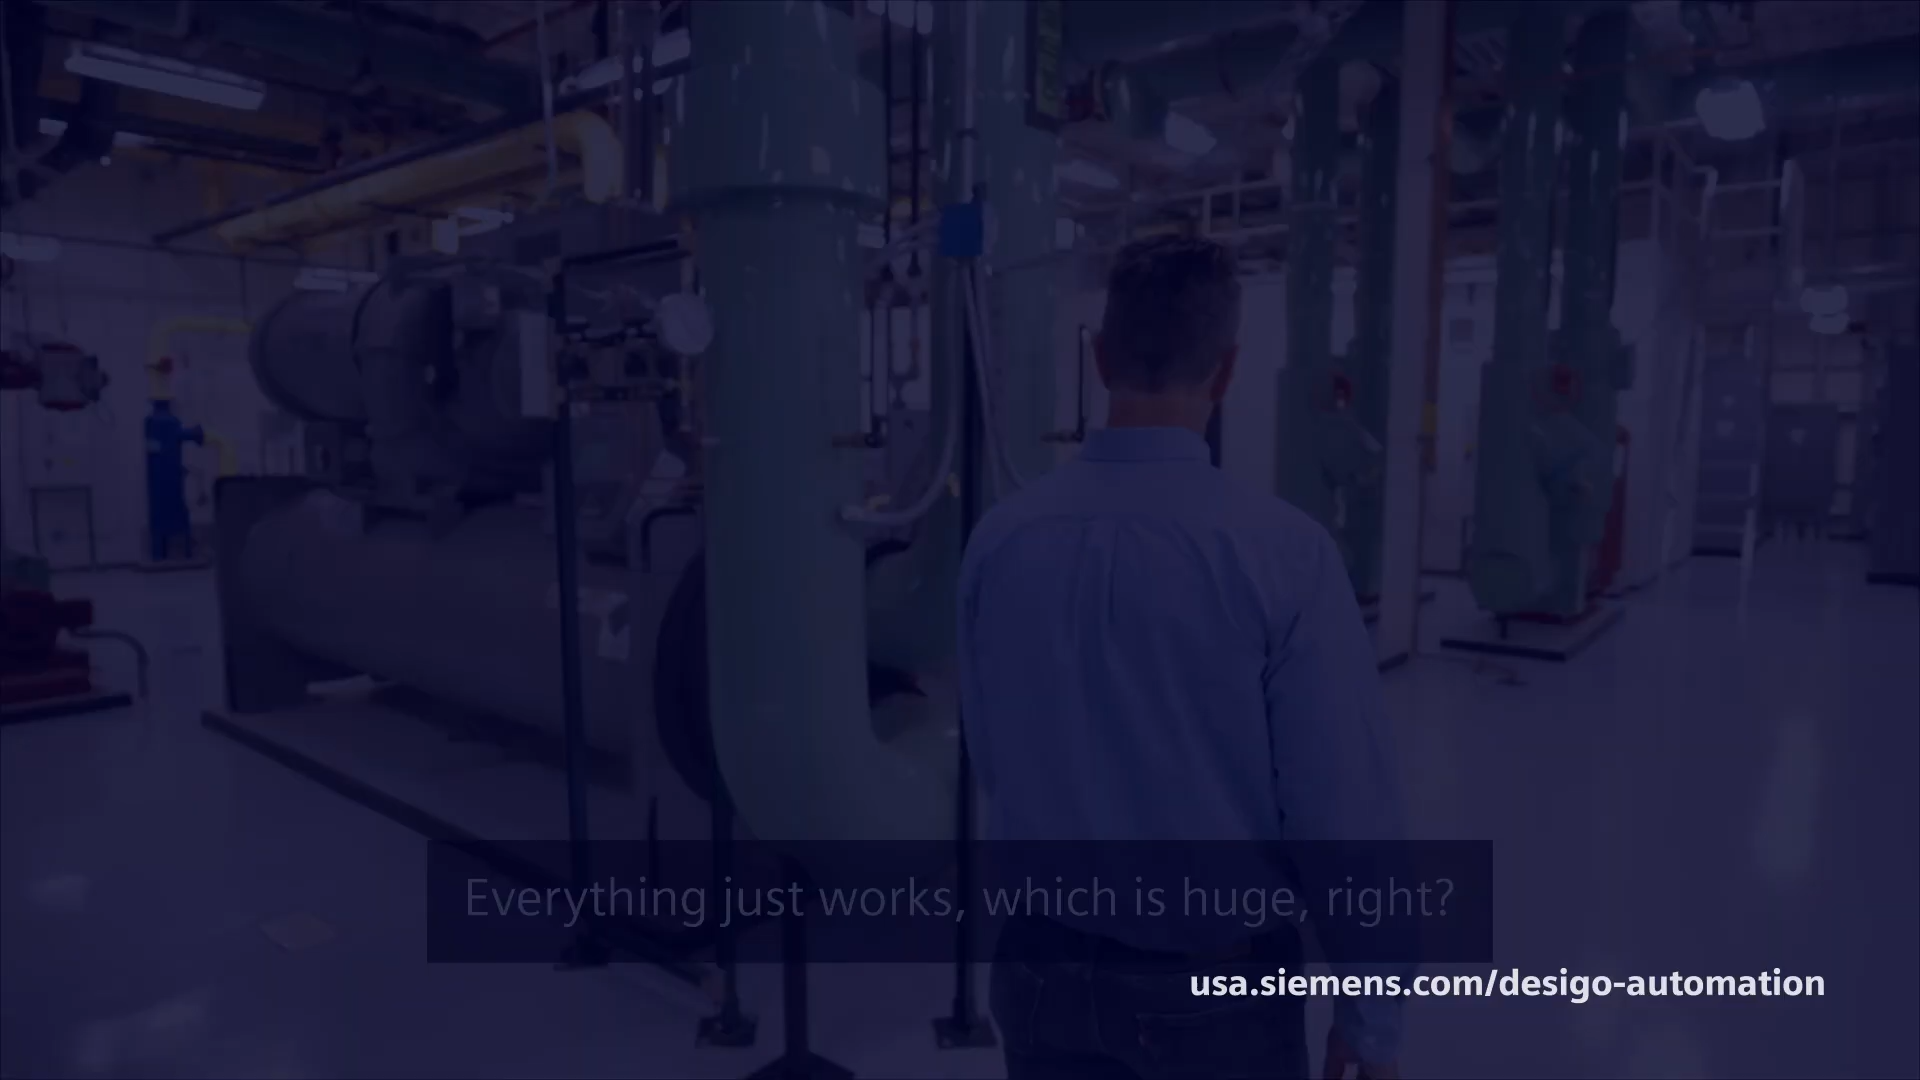 Everything just works, which is huge, right?
usa.siemens.com/desigo-automation